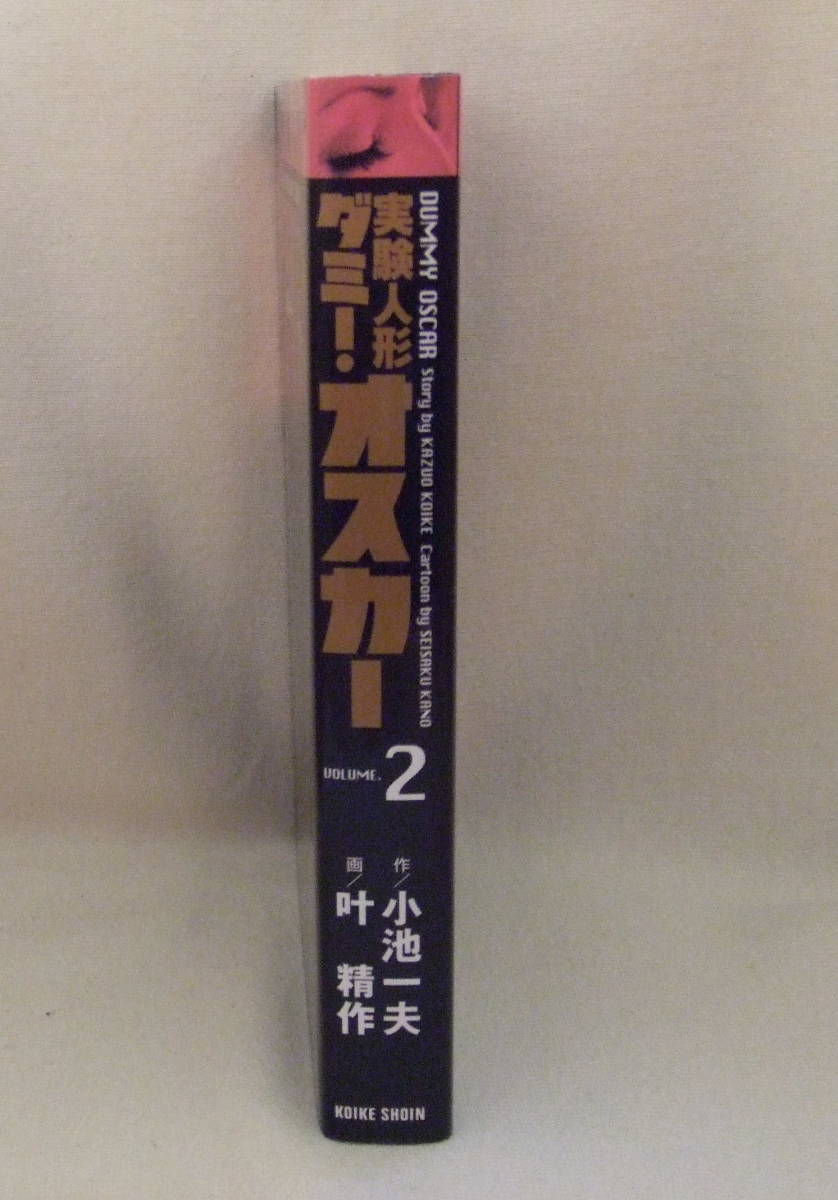 DUMMY OSCAR Story by KAZUO KOIKE Cartoon by SEISAKU KANO
実験人形
ダミー・オスカー
VOLUME. 2
作/小池一夫
画/叶 精作
KOIKE SHOIN